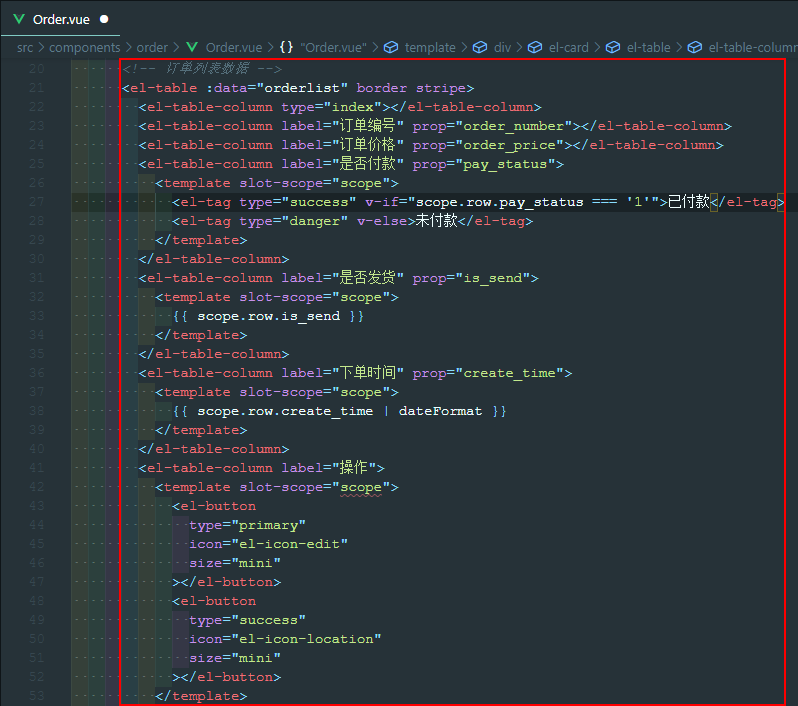 Order.vue
src > components > order > Order.vue > {} "Order.vue" > template > div > el-card > el-table > el-table-column
20 <!-- 订单列表数据 -->
21 <el-table :data="orderlist" border stripe>
22 <el-table-column type="index"></el-table-column>
23 <el-table-column label="订单编号" prop="order_number"></el-table-column>
24 <el-table-column label="订单价格" prop="order_price"></el-table-column>
25 <el-table-column label="是否付款" prop="pay_status">
26 <template slot-scope="scope">
27 <el-tag type="success" v-if="scope.row.pay_status === '1'">已付款</el-tag>
28 <el-tag type="danger" v-else>未付款</el-tag>
29 </template>
30 </el-table-column>
31 <el-table-column label="是否发货" prop="is_send">
32 <template slot-scope="scope">
33 {{ scope.row.is_send }}
34 </template>
35 </el-table-column>
36 <el-table-column label="下单时间" prop="create_time">
37 <template slot-scope="scope">
38 {{ scope.row.create_time | dateFormat }}
39 </template>
40 </el-table-column>
41 <el-table-column label="操作">
42 <template slot-scope="scope">
43 <el-button
44 type="primary"
45 icon="el-icon-edit"
46 size="mini"
47 ></el-button>
48 <el-button
49 type="success"
50 icon="el-icon-location"
51 size="mini"
52 ></el-button>
53 </template>